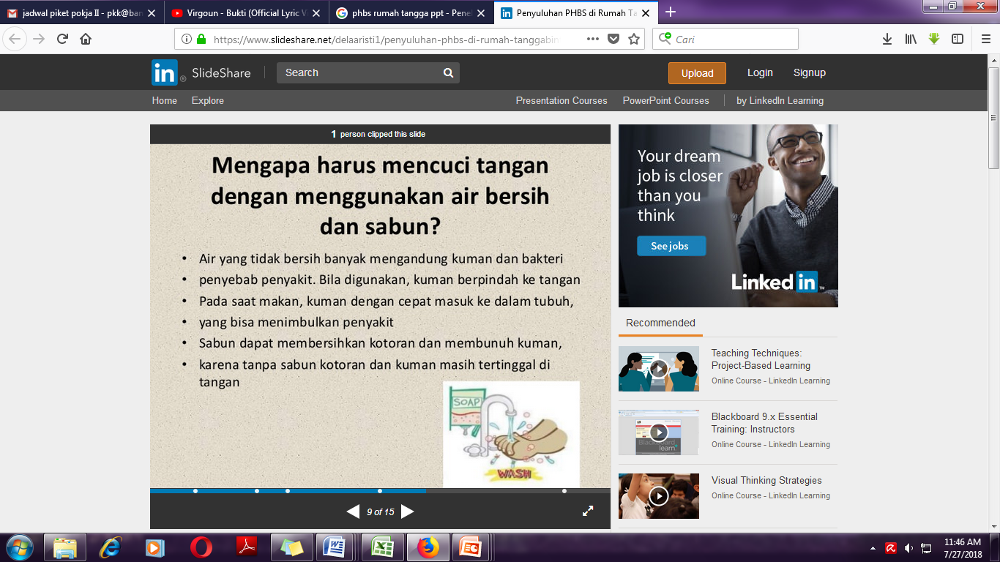 jadwal piket pokja II - pkk@ban
Virgoun - Bukti (Official Lyric V
phbs rumah tangga ppt - Penel
Penyuluhan PHBS di Rumah Ta
https://www.slideshare.net/delaaristi1/penyuluhan-phbs-di-rumah-tanggabin
Cari
in SlideShare
Search
Upload
Login
Signup
Home
Explore
Presentation Courses
PowerPoint Courses
by LinkedIn Learning
1 person clipped this slide
Mengapa harus mencuci tangan
dengan menggunakan air bersih
dan sabun?
• Air yang tidak bersih banyak mengandung kuman dan bakteri
• penyebab penyakit. Bila digunakan, kuman berpindah ke tangan
• Pada saat makan, kuman dengan cepat masuk ke dalam tubuh,
• yang bisa menimbulkan penyakit
• Sabun dapat membersihkan kotoran dan membunuh kuman,
• karena tanpa sabun kotoran dan kuman masih tertinggal di
tangan
SOAP
WASH
9 of 15
Your dream
job is closer
than you
think
See jobs
Linked in
Recommended
Teaching Techniques:
Project-Based Learning
Online Course - LinkedIn Learning
Blackboard 9.x Essential
Training: Instructors
Online Course - LinkedIn Learning
Blackboard
learn
Visual Thinking Strategies
Online Course - LinkedIn Learning
11:46 AM
7/27/2018